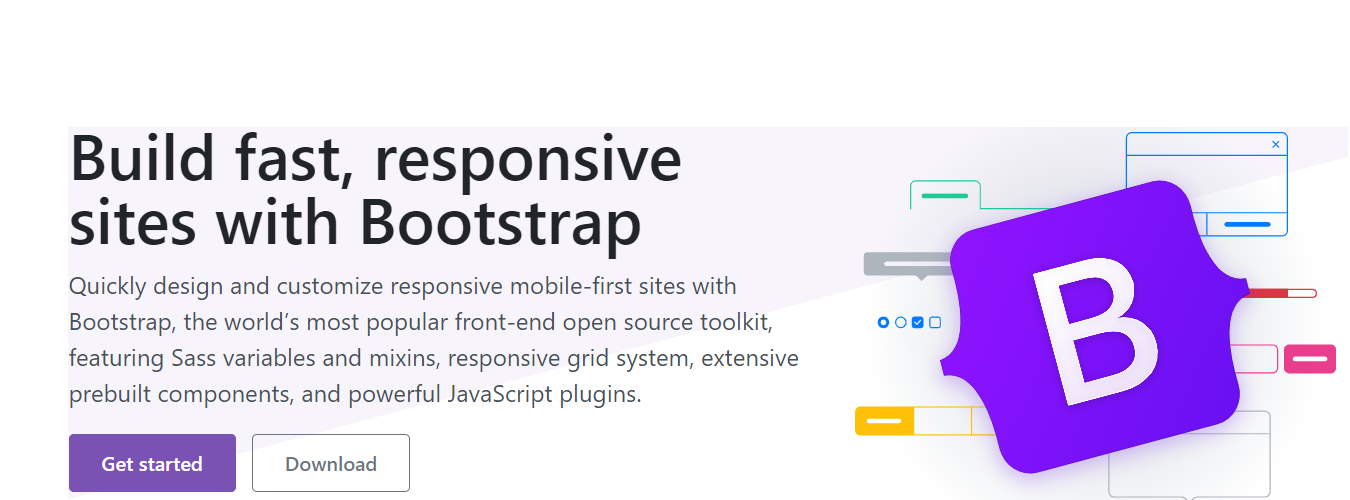 Build fast, responsive
sites with Bootstrap
Quickly design and customize responsive mobile-first sites with
Bootstrap, the world’s most popular front-end open source toolkit,
featuring Sass variables and mixins, responsive grid system, extensive
prebuilt components, and powerful JavaScript plugins.
Get started
Download
B